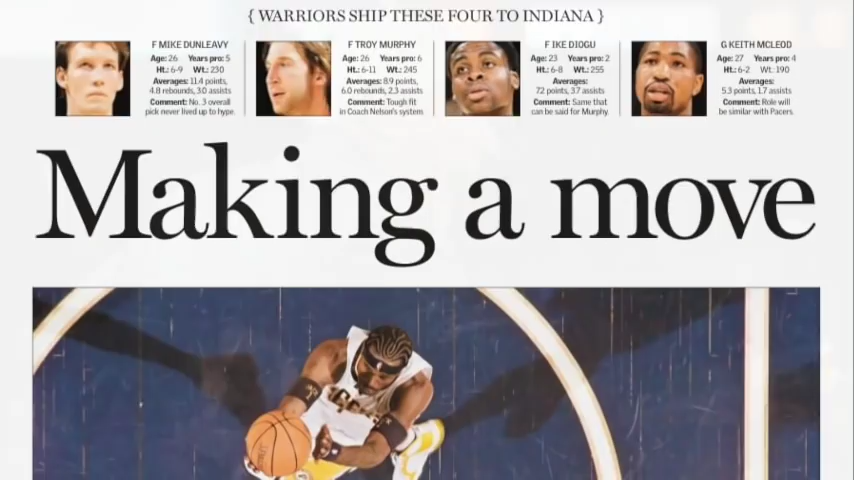 { WARRIORS SHIP THESE FOUR TO INDIANA }
F MIKE DUNLEAVY
Age: 26 Years pro: 5
Ht.: 6-9 Wt.: 230
Averages: 11.4 points,
4.8 rebounds, 3.0 assists
Comment: No. 3 overall
pick never lived up to hype.
F TROY MURPHY
Age: 26 Years pro: 6
Ht.: 6-11 Wt.: 245
Averages: 8.9 points,
6.0 rebounds, 2.3 assists
Comment: Tough fit
in Coach Nelson's system.
F IKE DIOGU
Age: 23 Years pro: 2
Ht.: 6-8 Wt.: 255
Averages:
7.2 points, 3.7 assists
Comment: Same that
can be said for Murphy.
G KEITH MCLEOD
Age: 27 Years pro: 4
Ht.: 6-2 Wt.: 190
Averages:
5.3 points, 1.7 assists
Comment: Role will
be similar with Pacers.
Making a move